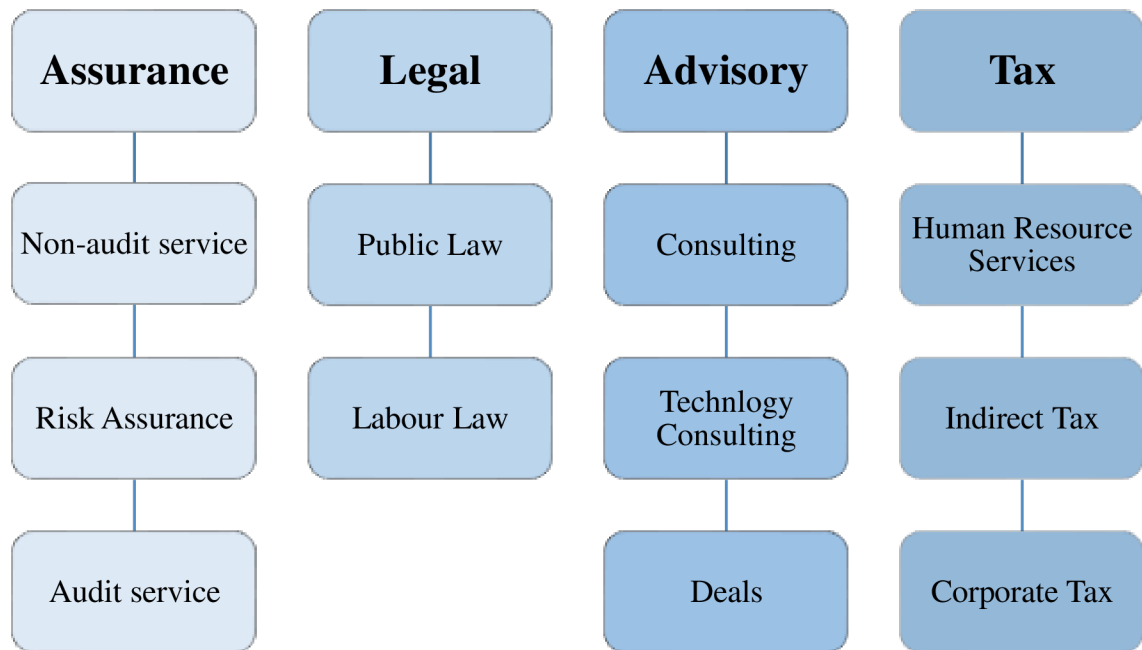 Assurance
Non-audit service
Risk Assurance
Audit service
Legal
Public Law
Labour Law
Advisory
Consulting
Technlogy
Consulting
Deals
Tax
Human Resource
Services
Indirect Tax
Corporate Tax